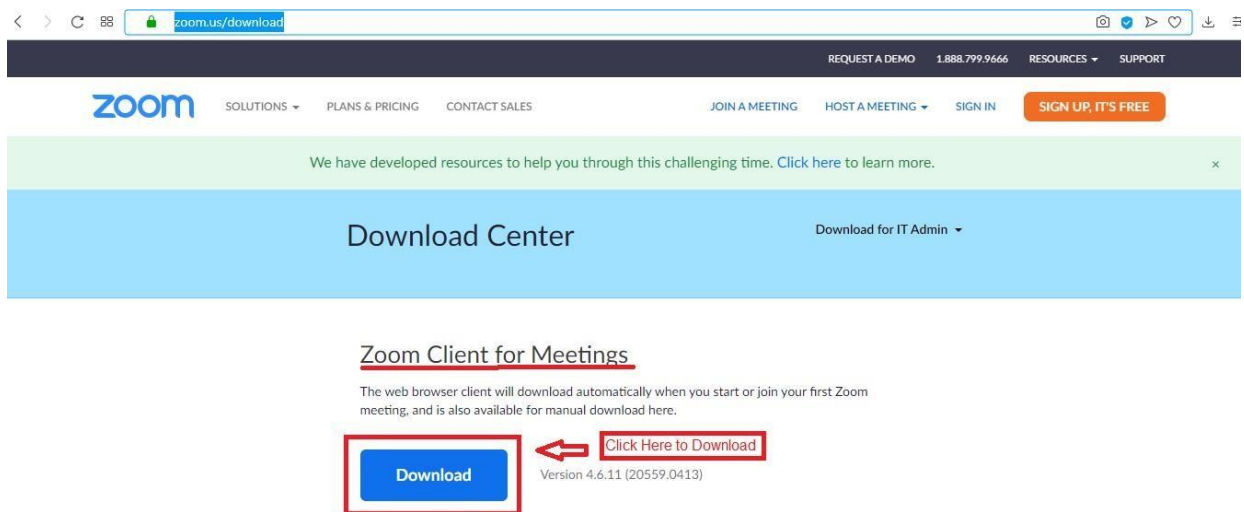 zoom.us/download
REQUEST A DEMO 1.888.799.9666 RESOURCES SUPPORT
zoom SOLUTIONS PLANS & PRICING CONTACT SALES JOIN A MEETING HOST A MEETING SIGN IN SIGN UP, IT'S FREE
We have developed resources to help you through this challenging time. Click here to learn more. ×
Download Center Download for IT Admin
Zoom Client for Meetings
The web browser client will download automatically when you start or join your first Zoom
meeting, and is also available for manual download here.
Click Here to Download
Download Version 4.6.11 (20559.0413)